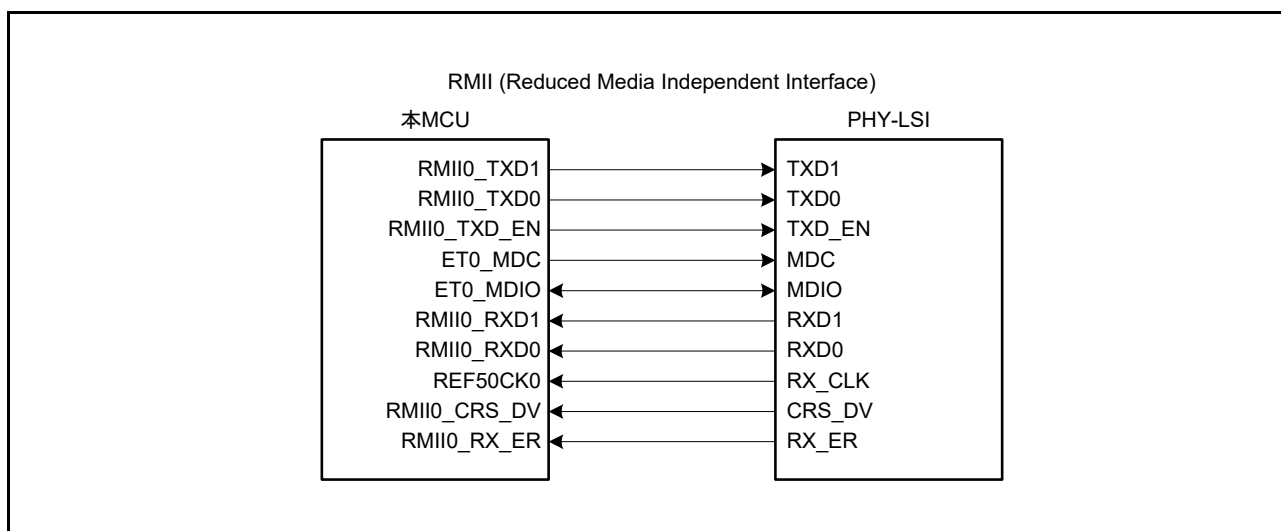 RMII (Reduced Media Independent Interface)
本MCU PHY-LSI
RMII0_TXD1 TXD1
RMII0_TXD0 TXD0
RMII0_TXD_EN TXD_EN
ET0_MDC MDC
ET0_MDIO MDIO
RMII0_RXD1 RXD1
RMII0_RXD0 RXD0
REF50CK0 RX_CLK
RMII0_CRS_DV CRS_DV
RMII0_RX_ER RX_ER